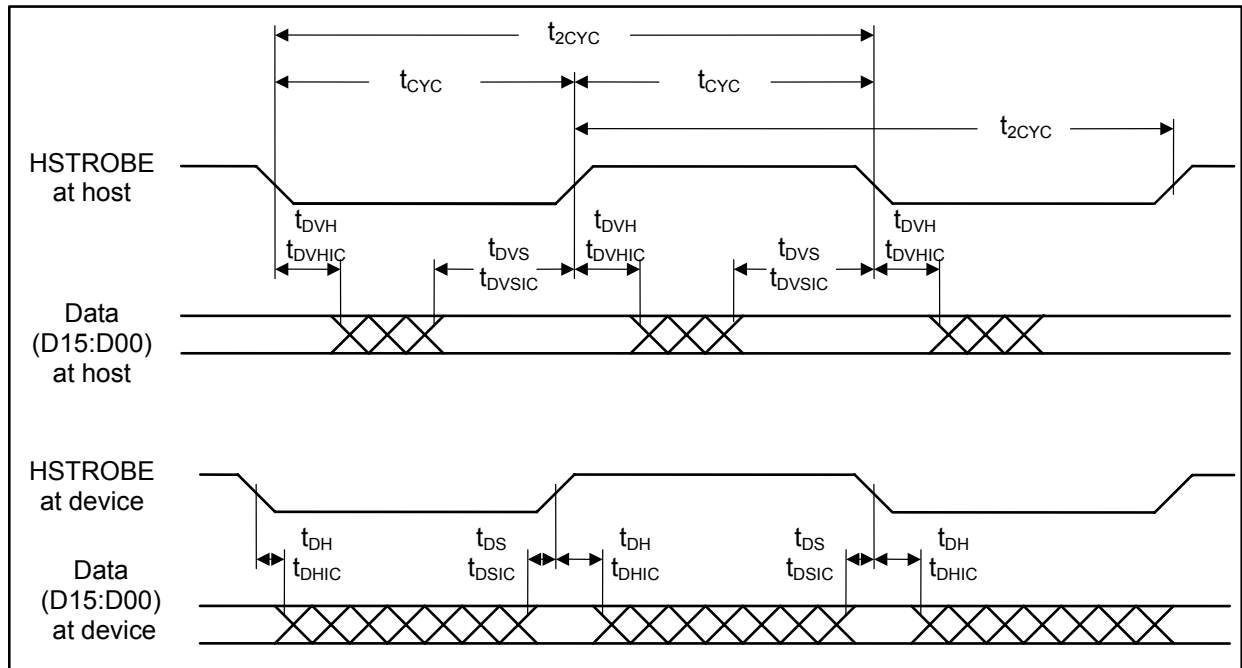 t2CYC
tCYC tCYC
t2CYC
HSTROBE
at host
tDVH tDVH tDVH
tDVHIC tDVS tDVHIC tDVS tDVHIC
tDVSIC tDVSIC
Data
(D15:D00)
at host
HSTROBE
at device
tDH tDS tDH tDS tDH
tDHIC tDSIC tDHIC tDSIC tDHIC
Data
(D15:D00)
at device